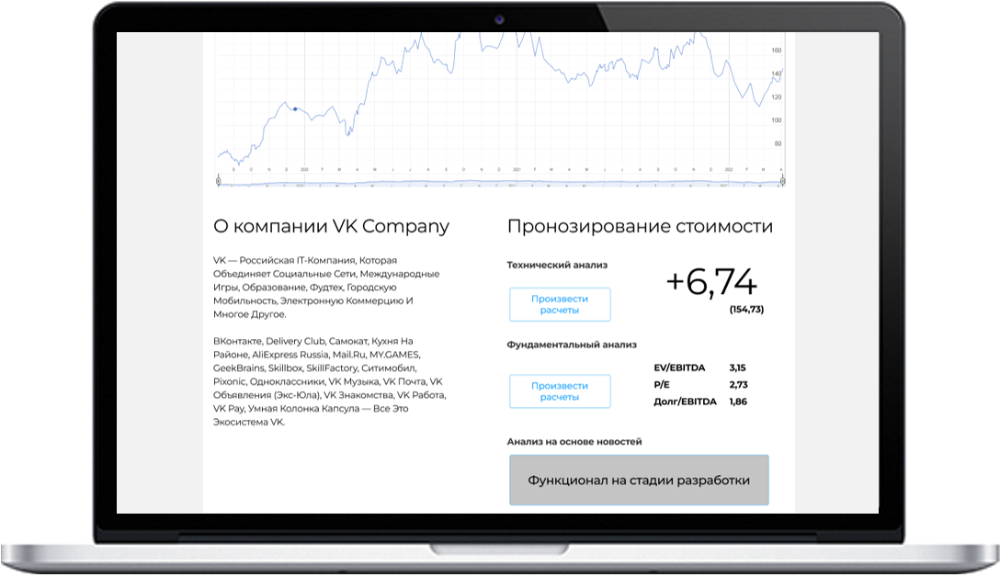 160
140
120
100
80
S O N D 2020 F M A M J J A S O N D 2021 F M A M J J A S O N D 2022 F M A
О компании VK Company
VK — Российская IT-Компания, Которая
Объединяет Социальные Сети, Международные
Игры, Образование, Фудтех, Городскую
Мобильность, Электронную Коммерцию И
Многое Другое.
ВКонтакте, Delivery Club, Самокат, Кухня На
Районе, AliExpress Russia, Mail.Ru, MY.GAMES,
GeekBrains, Skillbox, SkillFactory, Ситимобил,
Pixonic, Одноклассники, VK Музыка, VK Почта, VK
Объявления (Экс-Юла), VK Знакомства, VK Работа,
VK Pay, Умная Колонка Капсула — Все Это
Экосистема VK.
Пронозирование стоимости
Технический анализ
Произвести
расчеты
+6,74
(154,73)
Фундаментальный анализ
Произвести
расчеты
EV/EBITDA 3,15
P/E 2,73
Долг/EBITDA 1,86
Анализ на основе новостей
Функционал на стадии разработки